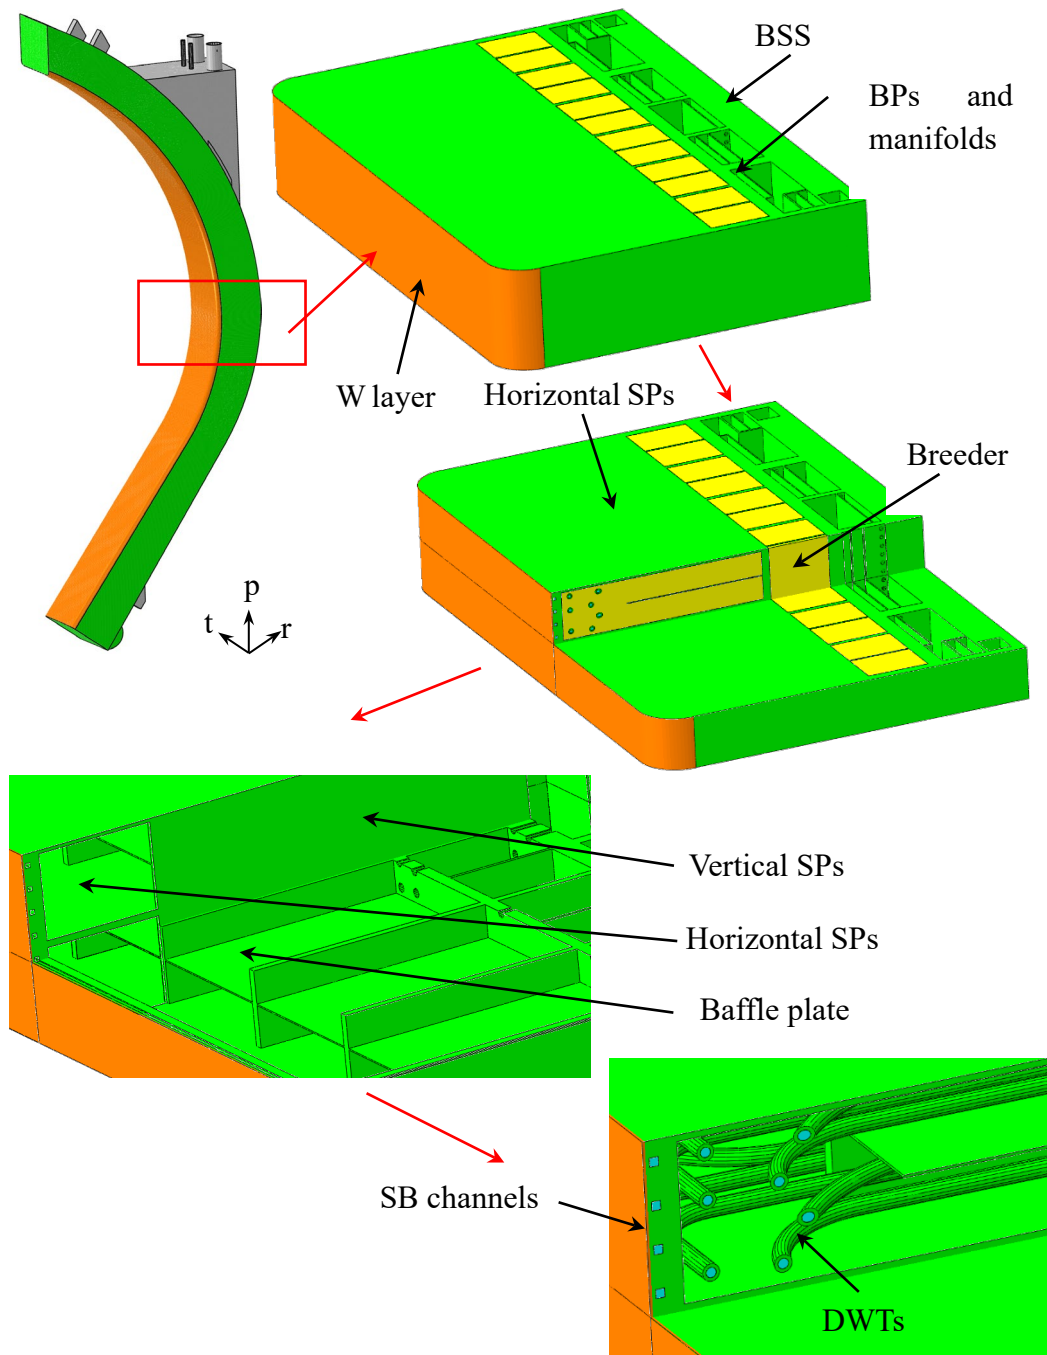 BSS
BPs and
manifolds
W layer
Horizontal SPs
Breeder
p
t
r
Vertical SPs
Horizontal SPs
Baffle plate
SB channels
DWTs